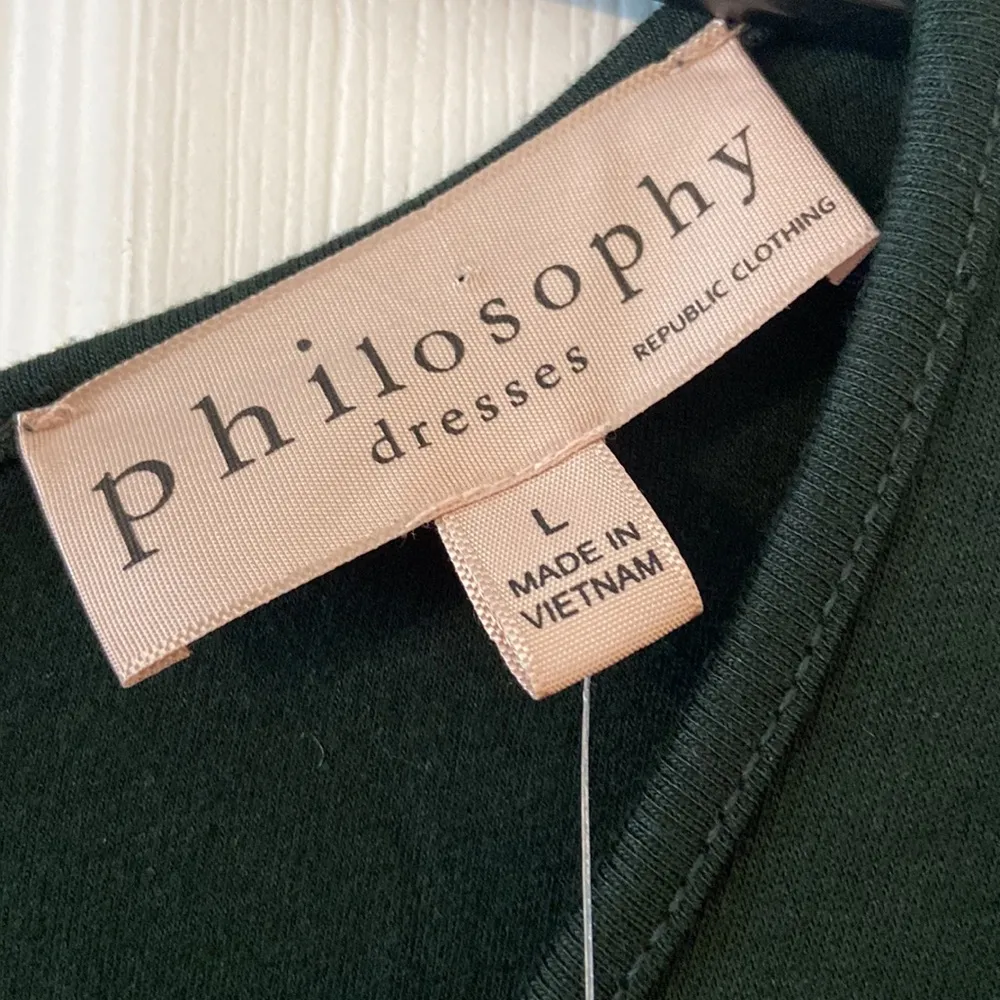 philosophy
dresses
REPUBLIC CLOTHING
L
MADE IN
VIETNAM